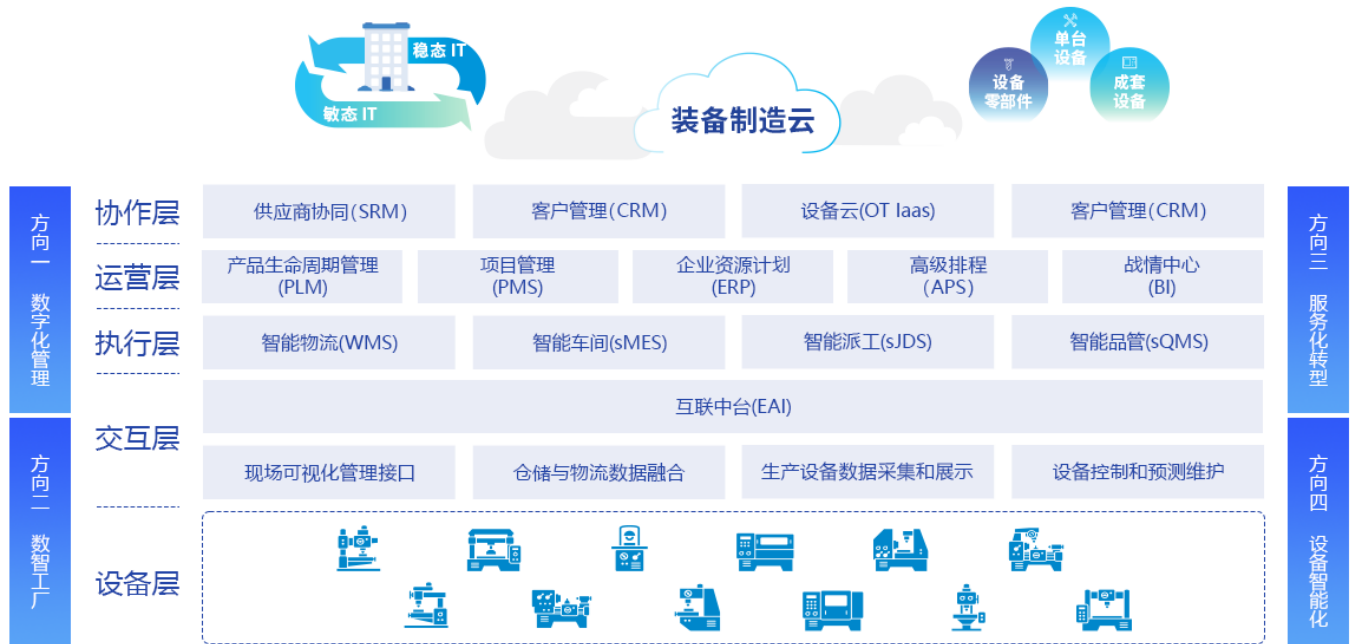 稳态 IT
敏态 IT
装备制造云
设备
零部件
单台
设备
成套
设备
方向一 数字化管理
方向二 数智工厂
协作层
供应商协同(SRM)
客户管理(CRM)
设备云(OT Iaas)
客户管理(CRM)
运营层
产品生命周期管理
(PLM)
项目管理
(PMS)
企业资源计划
(ERP)
高级排程
(APS)
战情中心
(BI)
执行层
智能物流(WMS)
智能车间(sMES)
智能派工(sJDS)
智能品管(sQMS)
交互层
互联中台(EAI)
现场可视化管理接口
仓储与物流数据融合
生产设备数据采集和展示
设备控制和预测维护
设备层
方向三 服务化转型
方向四 设备智能化